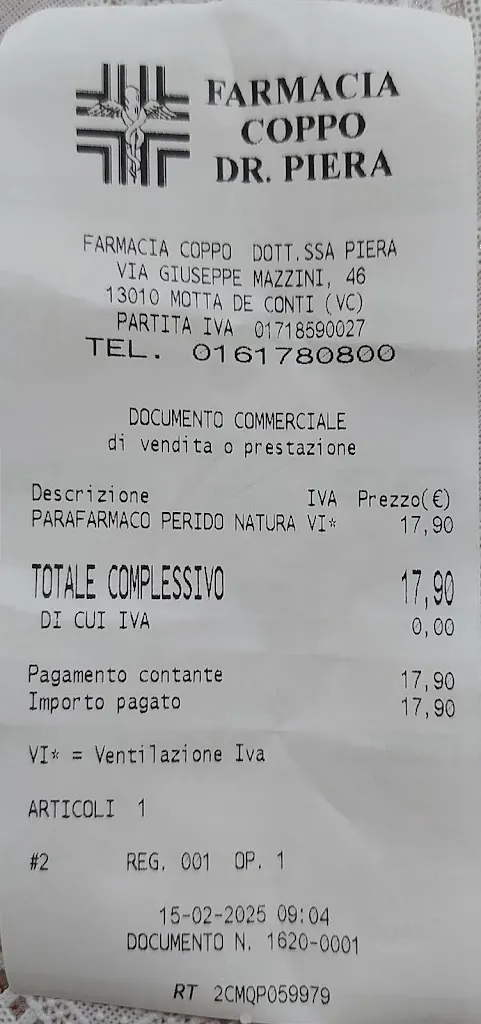 FARMACIA
COPPO
DR. PIERA
FARMACIA COPPO DOTT.SSA PIERA
VIA GIUSEPPE MAZZINI, 46
13010 MOTTA DE CONTI (VC)
PARTITA IVA 01718590027
TEL. 0161780800
DOCUMENTO COMMERCIALE
di vendita o prestazione
Descrizione IVA Prezzo(€)
PARAFARMACO PERIDO NATURA VI* 17,90
TOTALE COMPLESSIVO 17,90
DI CUI IVA 0,00
Pagamento contante 17,90
Importo pagato 17,90
VI* = Ventilazione Iva
ARTICOLI 1
#2 REG. 001 OP. 1
15-02-2025 09:04
DOCUMENTO N. 1620-0001
RT 2CMQP059979